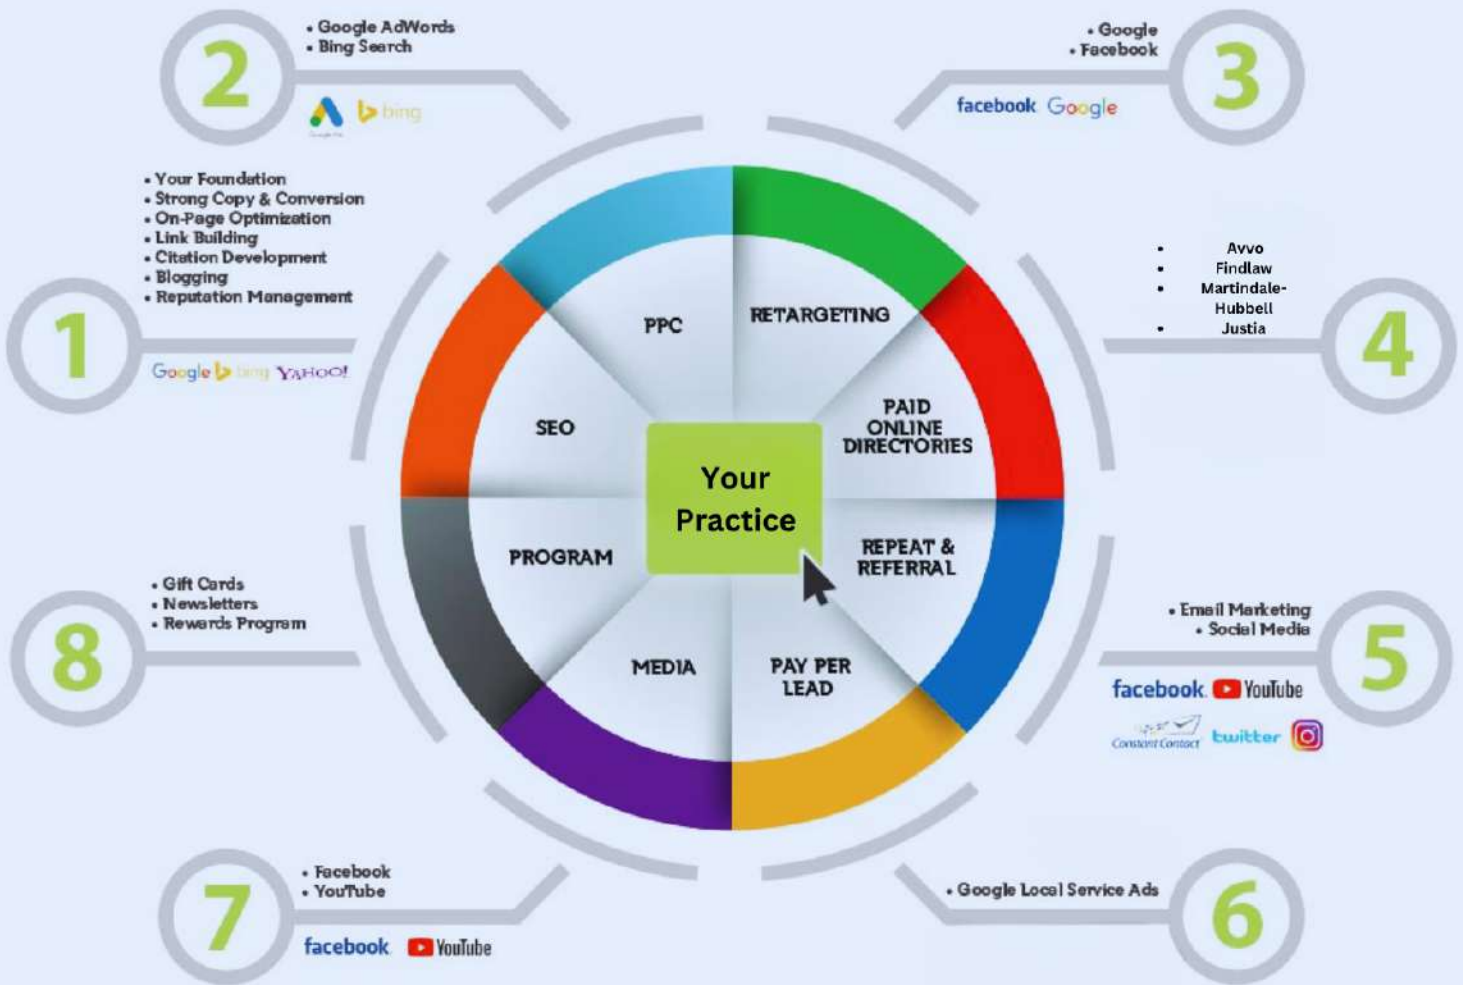 2
• Google AdWords
• Bing Search
bing
3
• Google
• Facebook
facebook Google
1
• Your Foundation
• Strong Copy & Conversion
• On-Page Optimization
• Link Building
• Citation Development
• Blogging
• Reputation Management
Google bing YAHOO!
4
• Avvo
• Findlaw
• Martindale-
Hubbell
• Justia
PPC
RETARGETING
SEO
PAID
ONLINE
DIRECTORIES
Your
Practice
PROGRAM
REPEAT &
REFERRAL
MEDIA
PAY PER
LEAD
8
• Gift Cards
• Newsletters
• Rewards Program
5
• Email Marketing
• Social Media
facebook. YouTube
Constant Contact twitter
7
• Facebook
• YouTube
facebook. YouTube
6
• Google Local Service Ads